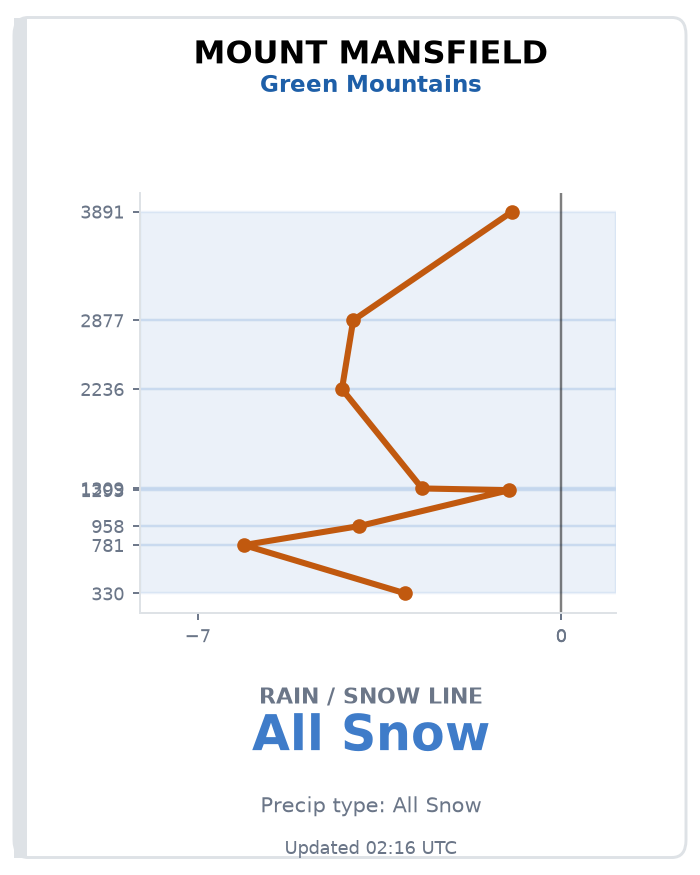 MOUNT MANSFIELD
Green Mountains
3891
2877
2236
958
781
330
−7
0
RAIN / SNOW LINE
All Snow
Precip type: All Snow
Updated 02:16 UTC